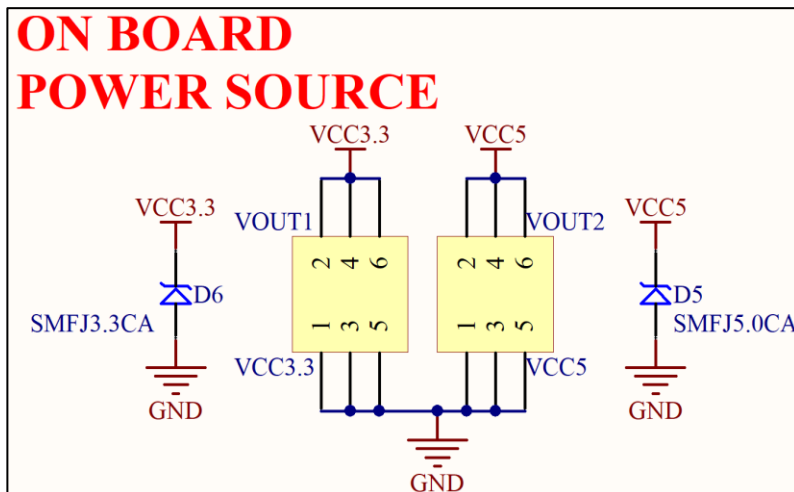 ON BOARD
POWER SOURCE
VCC3.3
VCC5
VCC3.3
VOUT1
VOUT2
VCC5
2 4 6
2 4 6
D6
SMFJ3.3CA
1 3 5
1 3 5
D5
SMFJ5.0CA
VCC3.3
VCC5
GND
GND
GND